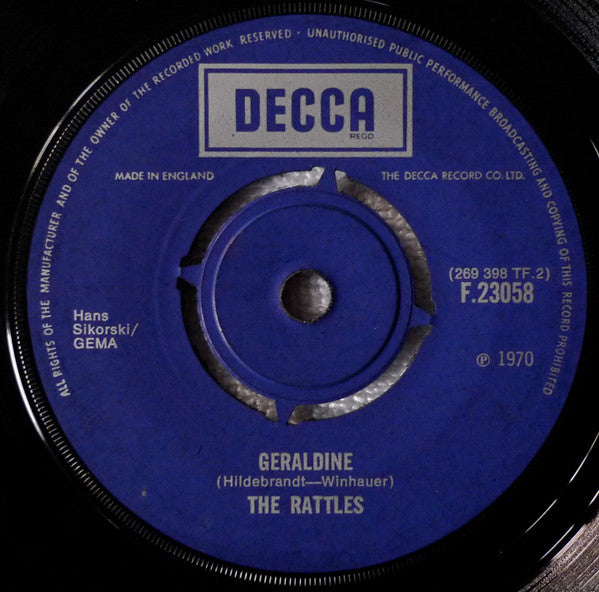 ALL RIGHTS OF THE MANUFACTURER AND OF THE OWNER OF THE RECORDED WORK RESERVED · UNAUTHORISED PUBLIC PERFORMANCE BROADCASTING AND COPYING OF THIS RECORD PROHIBITED
DECCA
REGD
MADE IN ENGLAND
THE DECCA RECORD CO. LTD.
(269 398 TF.2)
F.23058
Hans
Sikorski/
GEMA
℗ 1970
GERALDINE
(Hildebrandt—Winhauer)
THE RATTLES